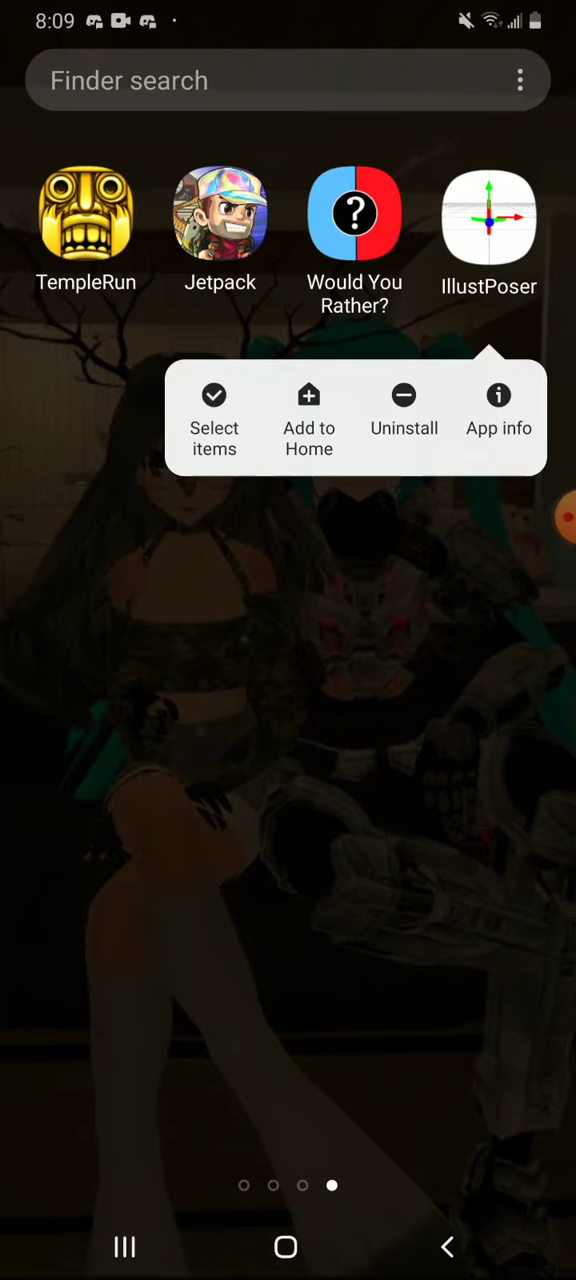 8:09
Finder search
?
TempleRun
Jetpack
Would You
Rather?
IllustPoser
Select
items
Add to
Home
Uninstall
App info